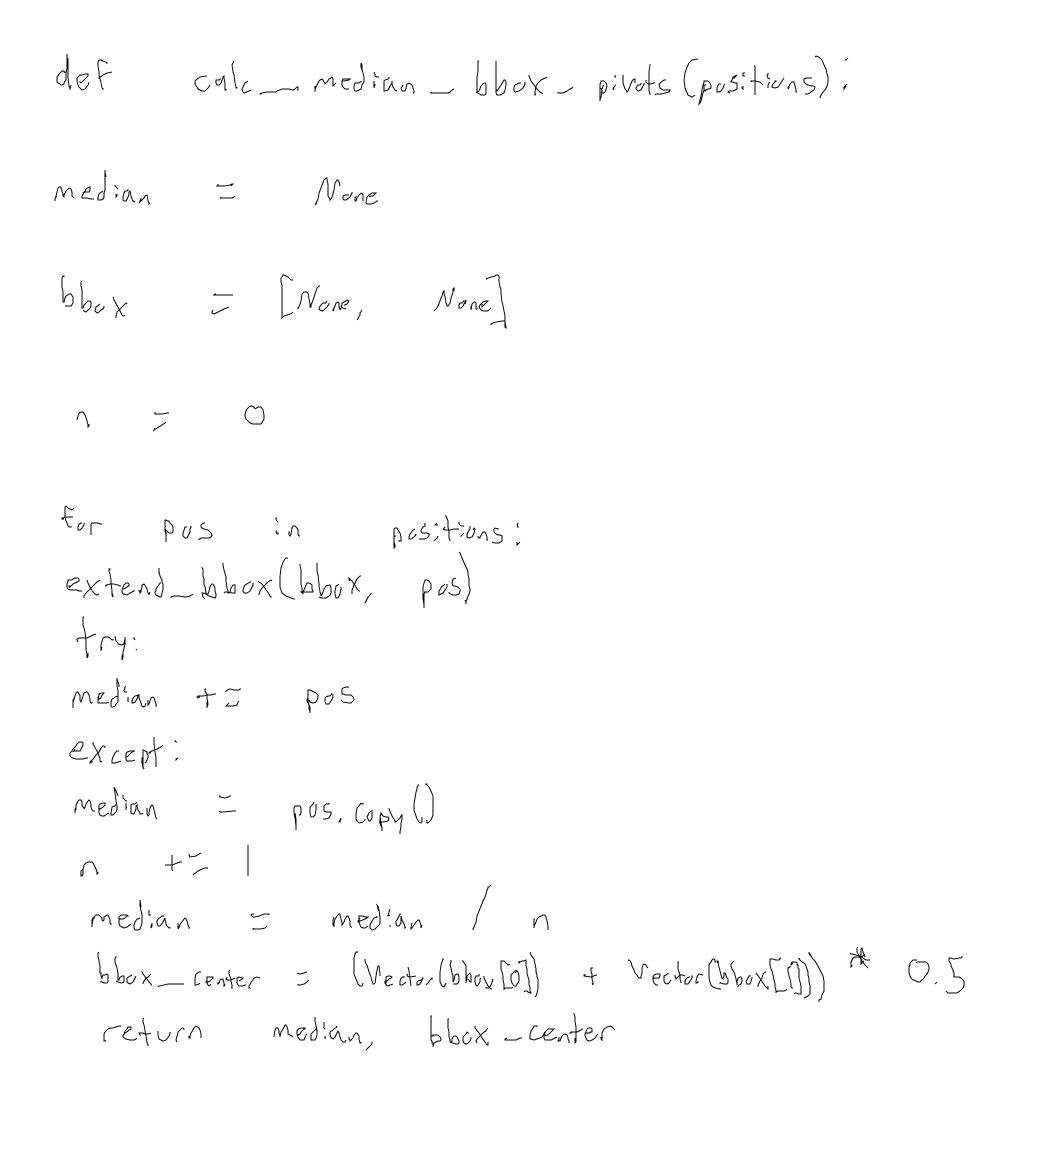 def calc_median_bbox_pivots(positions):
median = None
bbox = [None, None]
n = 0
for pos in positions:
extend_bbox(bbox, pos)
try:
median += pos
except:
median = pos.copy()
n += 1
median = median / n
bbox_center = (Vector(bbox[0]) + Vector(bbox[1])) * 0.5
return median, bbox_center